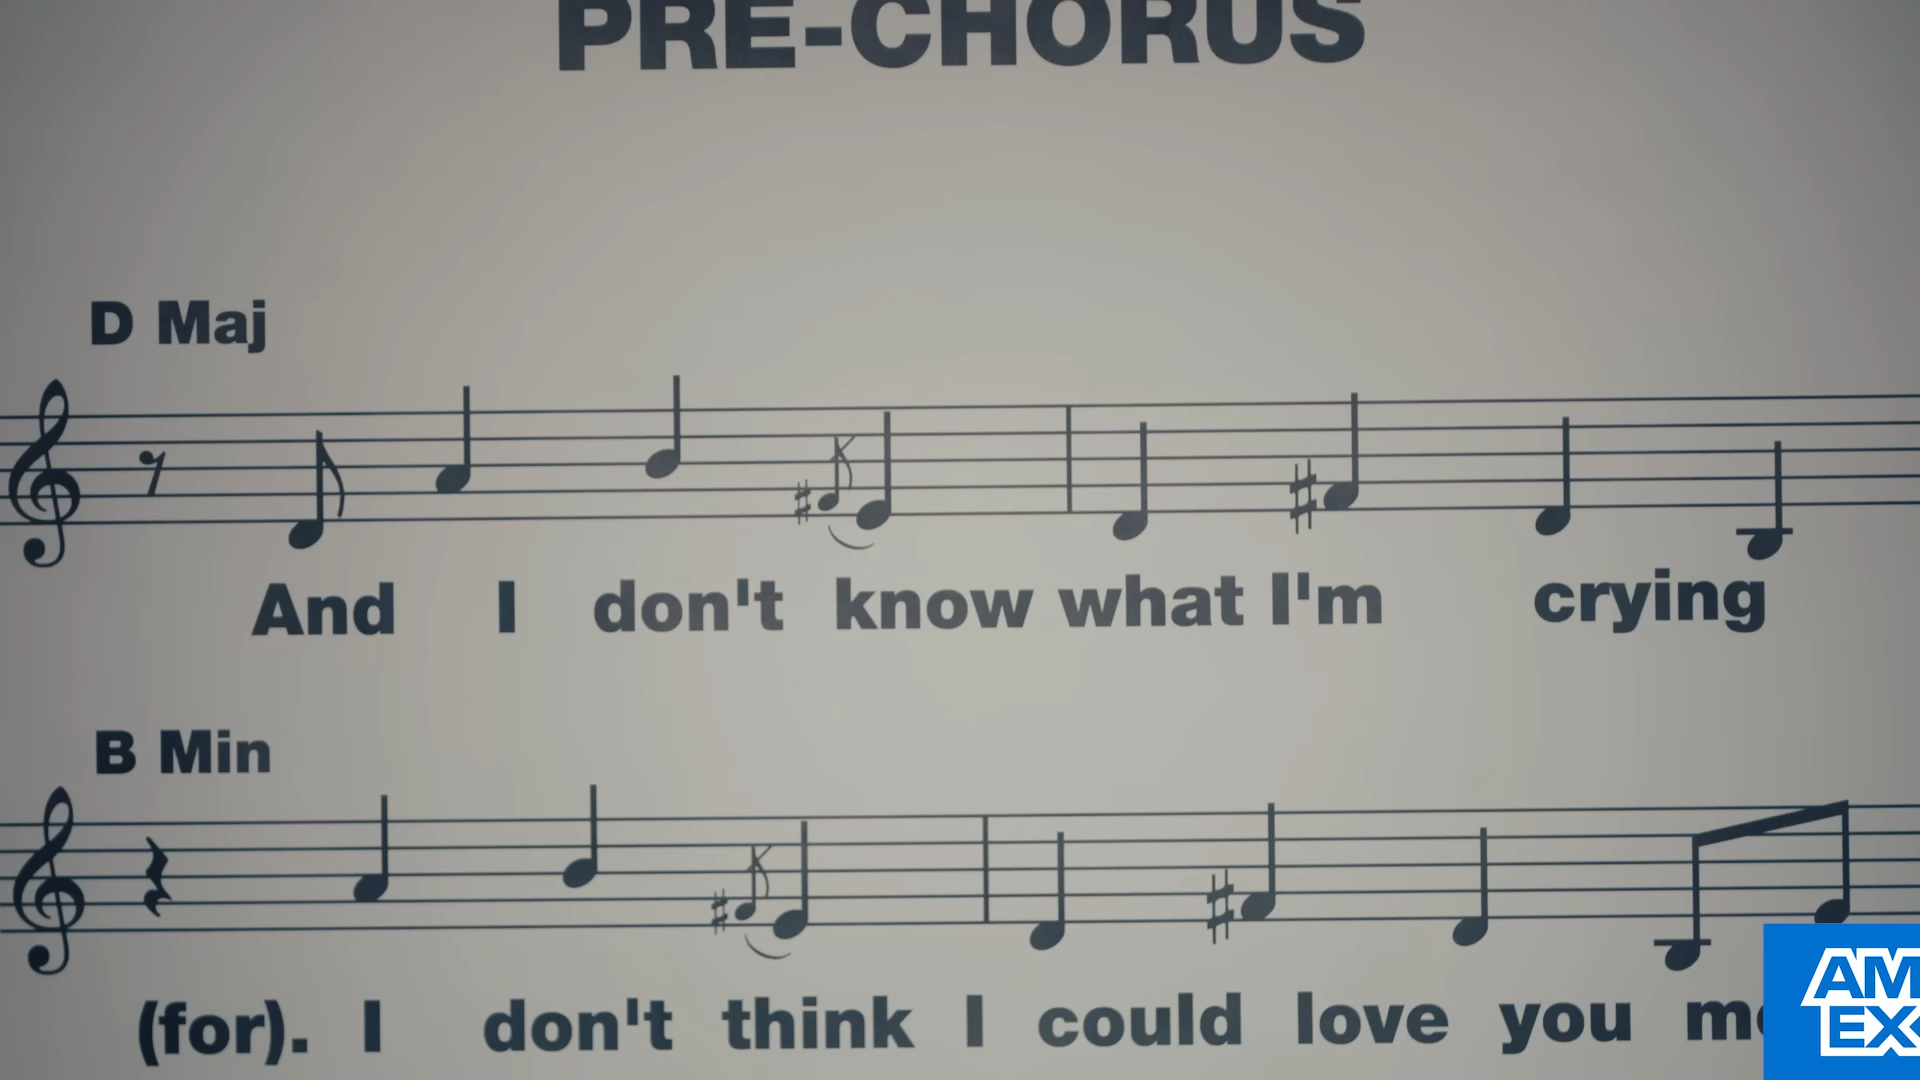 PRE-CHORUS
D Maj
And I don't know what I'm crying
B Min
(for). I don't think I could love you
AM
EX